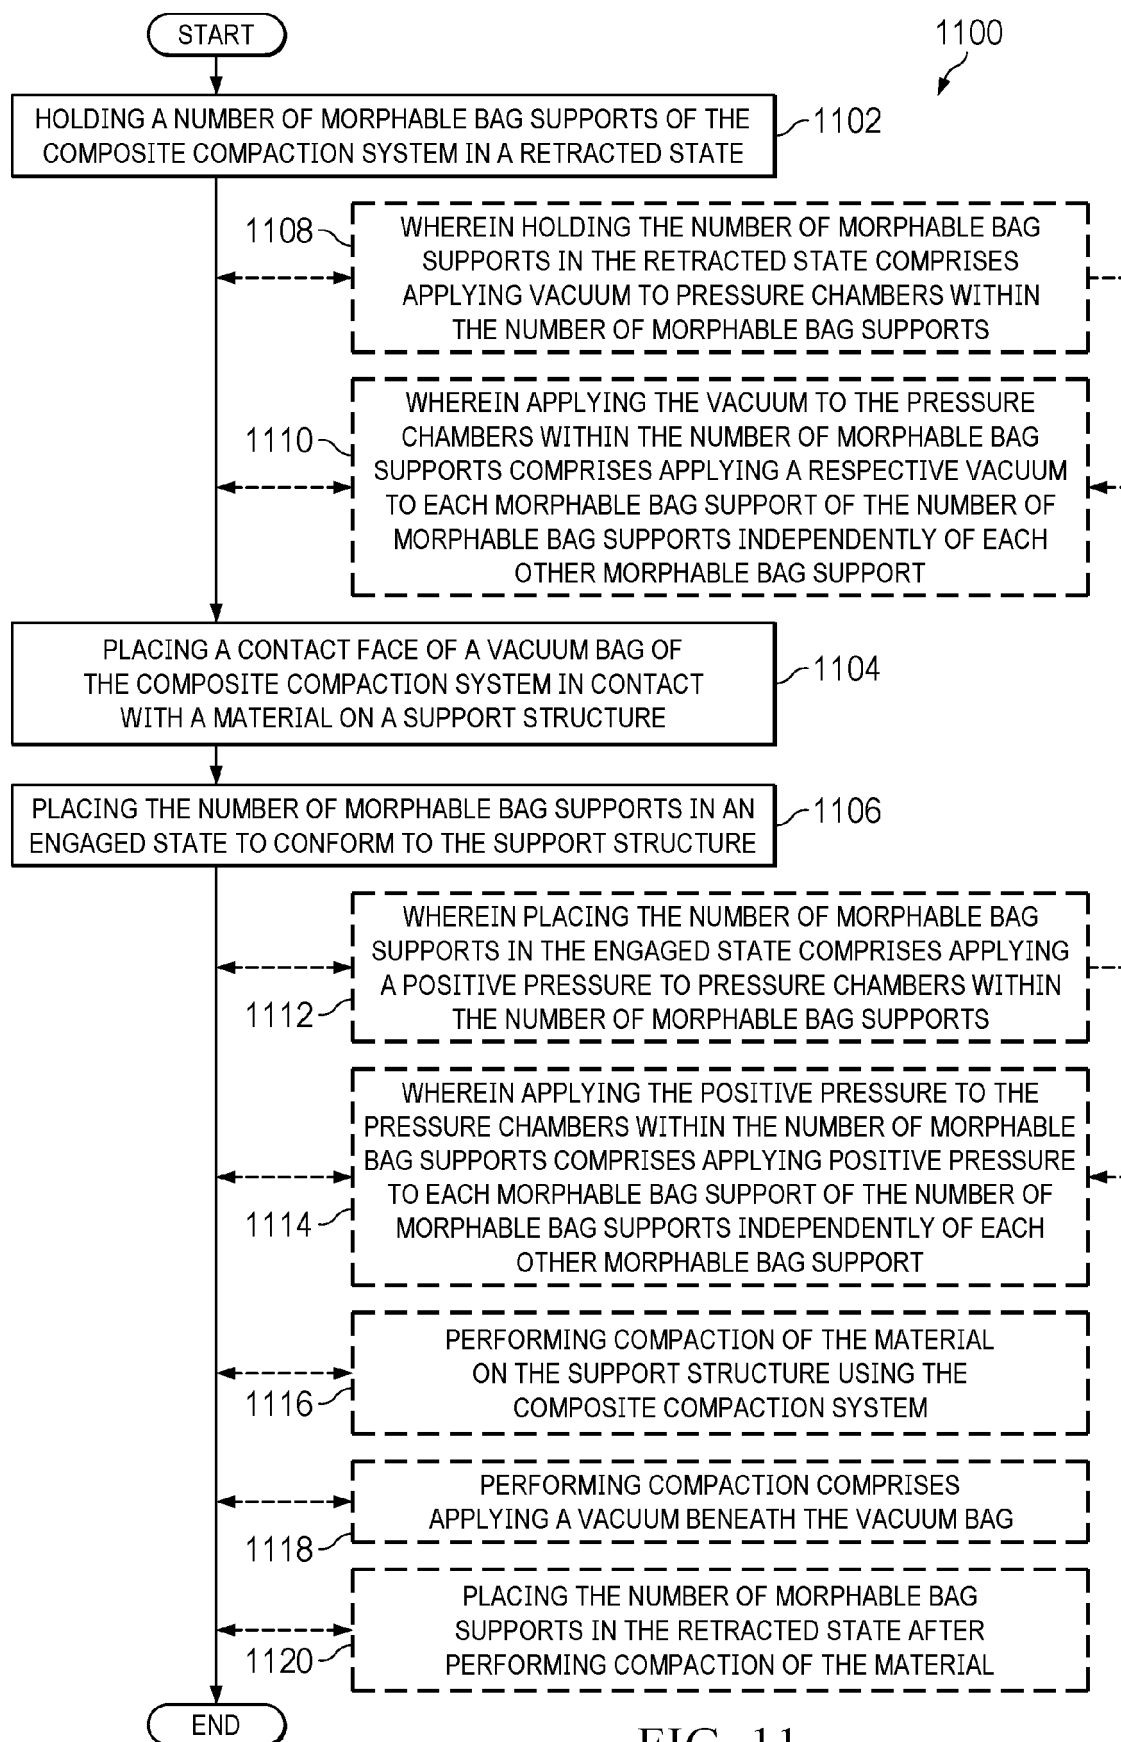 START
1100
HOLDING A NUMBER OF MORPHABLE BAG SUPPORTS OF THE
COMPOSITE COMPACTION SYSTEM IN A RETRACTED STATE
1102
1108
WHEREIN HOLDING THE NUMBER OF MORPHABLE BAG
SUPPORTS IN THE RETRACTED STATE COMPRISES
APPLYING VACUUM TO PRESSURE CHAMBERS WITHIN
THE NUMBER OF MORPHABLE BAG SUPPORTS
1110
WHEREIN APPLYING THE VACUUM TO THE PRESSURE
CHAMBERS WITHIN THE NUMBER OF MORPHABLE BAG
SUPPORTS COMPRISES APPLYING A RESPECTIVE VACUUM
TO EACH MORPHABLE BAG SUPPORT OF THE NUMBER OF
MORPHABLE BAG SUPPORTS INDEPENDENTLY OF EACH
OTHER MORPHABLE BAG SUPPORT
PLACING A CONTACT FACE OF A VACUUM BAG OF
THE COMPOSITE COMPACTION SYSTEM IN CONTACT
WITH A MATERIAL ON A SUPPORT STRUCTURE
1104
PLACING THE NUMBER OF MORPHABLE BAG SUPPORTS IN AN
ENGAGED STATE TO CONFORM TO THE SUPPORT STRUCTURE
1106
WHEREIN PLACING THE NUMBER OF MORPHABLE BAG
SUPPORTS IN THE ENGAGED STATE COMPRISES APPLYING
A POSITIVE PRESSURE TO PRESSURE CHAMBERS WITHIN
THE NUMBER OF MORPHABLE BAG SUPPORTS
1112
WHEREIN APPLYING THE POSITIVE PRESSURE TO THE
PRESSURE CHAMBERS WITHIN THE NUMBER OF MORPHABLE
BAG SUPPORTS COMPRISES APPLYING POSITIVE PRESSURE
TO EACH MORPHABLE BAG SUPPORT OF THE NUMBER OF
MORPHABLE BAG SUPPORTS INDEPENDENTLY OF EACH
OTHER MORPHABLE BAG SUPPORT
1114
PERFORMING COMPACTION OF THE MATERIAL
ON THE SUPPORT STRUCTURE USING THE
COMPOSITE COMPACTION SYSTEM
1116
PERFORMING COMPACTION COMPRISES
APPLYING A VACUUM BENEATH THE VACUUM BAG
1118
PLACING THE NUMBER OF MORPHABLE BAG
SUPPORTS IN THE RETRACTED STATE AFTER
PERFORMING COMPACTION OF THE MATERIAL
1120
END
FIG. 11